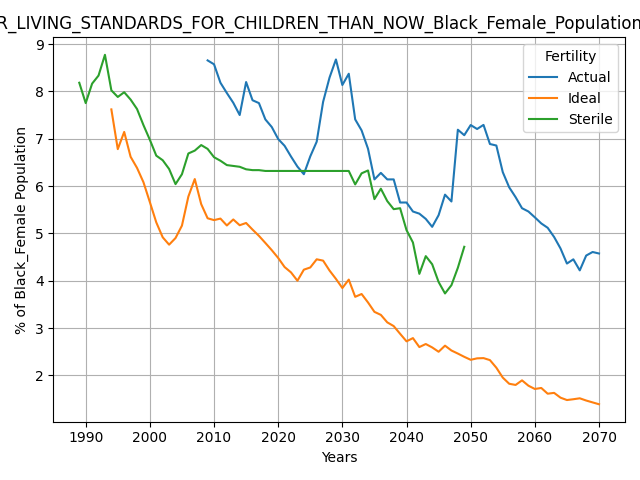 R_LIVING_STANDARDS_FOR_CHILDREN_THAN_NOW_Black_Female_Population
Fertility
Actual
Ideal
Sterile
% of Black_Female Population
9
8
7
6
5
4
3
2
1990 2000 2010 2020 2030 2040 2050 2060 2070
Years